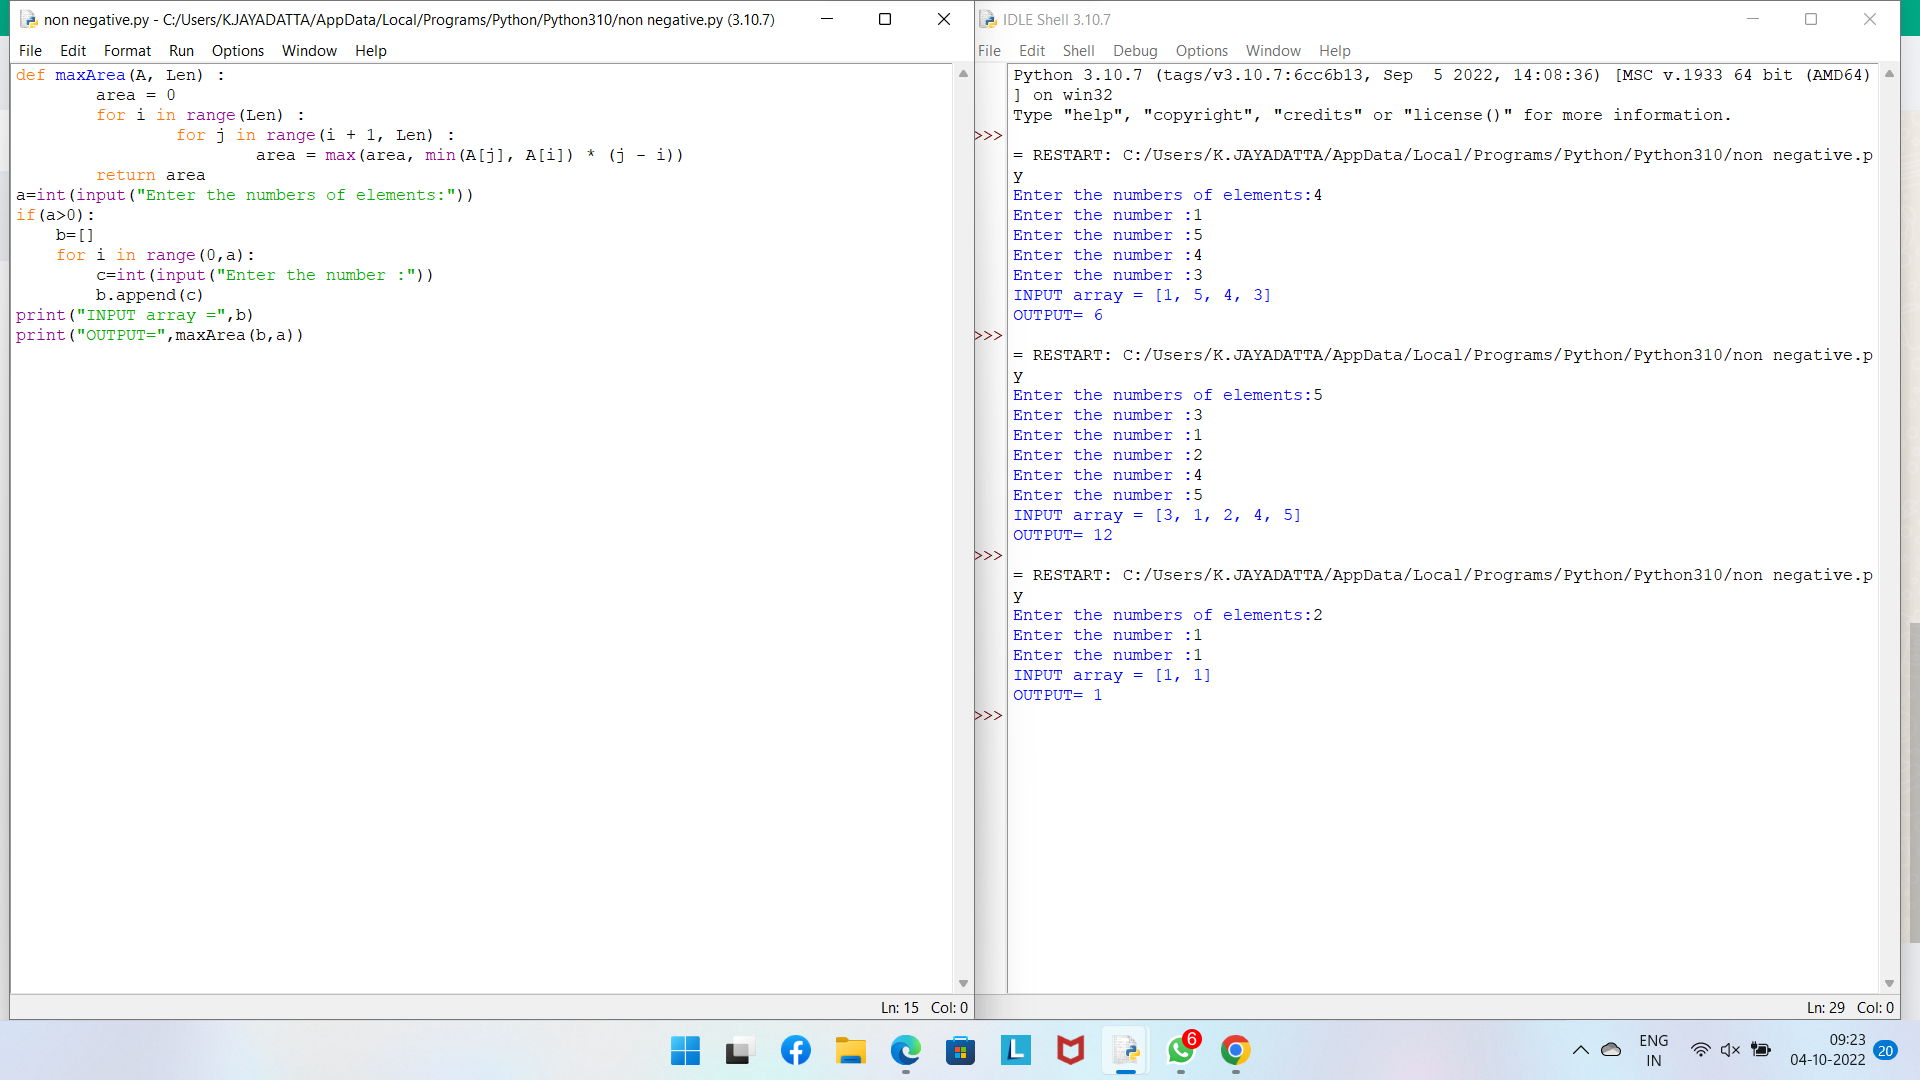 non negative.py - C:/Users/K.JAYADATTA/AppData/Local/Programs/Python/Python310/non negative.py (3.10.7)
File Edit Format Run Options Window Help
def maxArea(A, Len) :
area = 0
for i in range(Len) :
for j in range(i + 1, Len) :
area = max(area, min(A[j], A[i]) * (j - i))
return area
a=int(input("Enter the numbers of elements:"))
if(a>0):
b=[]
for i in range(0,a):
c=int(input("Enter the number :"))
b.append(c)
print("INPUT array =",b)
print("OUTPUT=",maxArea(b,a))
Ln: 15 Col: 0
IDLE Shell 3.10.7
File Edit Shell Debug Options Window Help
Python 3.10.7 (tags/v3.10.7:6cc6b13, Sep  5 2022, 14:08:36) [MSC v.1933 64 bit (AMD64)
] on win32
Type "help", "copyright", "credits" or "license()" for more information.
>>>
= RESTART: C:/Users/K.JAYADATTA/AppData/Local/Programs/Python/Python310/non negative.p
y
Enter the numbers of elements:4
Enter the number :1
Enter the number :5
Enter the number :4
Enter the number :3
INPUT array = [1, 5, 4, 3]
OUTPUT= 6
>>>
= RESTART: C:/Users/K.JAYADATTA/AppData/Local/Programs/Python/Python310/non negative.p
y
Enter the numbers of elements:5
Enter the number :3
Enter the number :1
Enter the number :2
Enter the number :4
Enter the number :5
INPUT array = [3, 1, 2, 4, 5]
OUTPUT= 12
>>>
= RESTART: C:/Users/K.JAYADATTA/AppData/Local/Programs/Python/Python310/non negative.p
y
Enter the numbers of elements:2
Enter the number :1
Enter the number :1
INPUT array = [1, 1]
OUTPUT= 1
>>>
Ln: 29 Col: 0
L
6
ENG
IN
09:23
04-10-2022
20